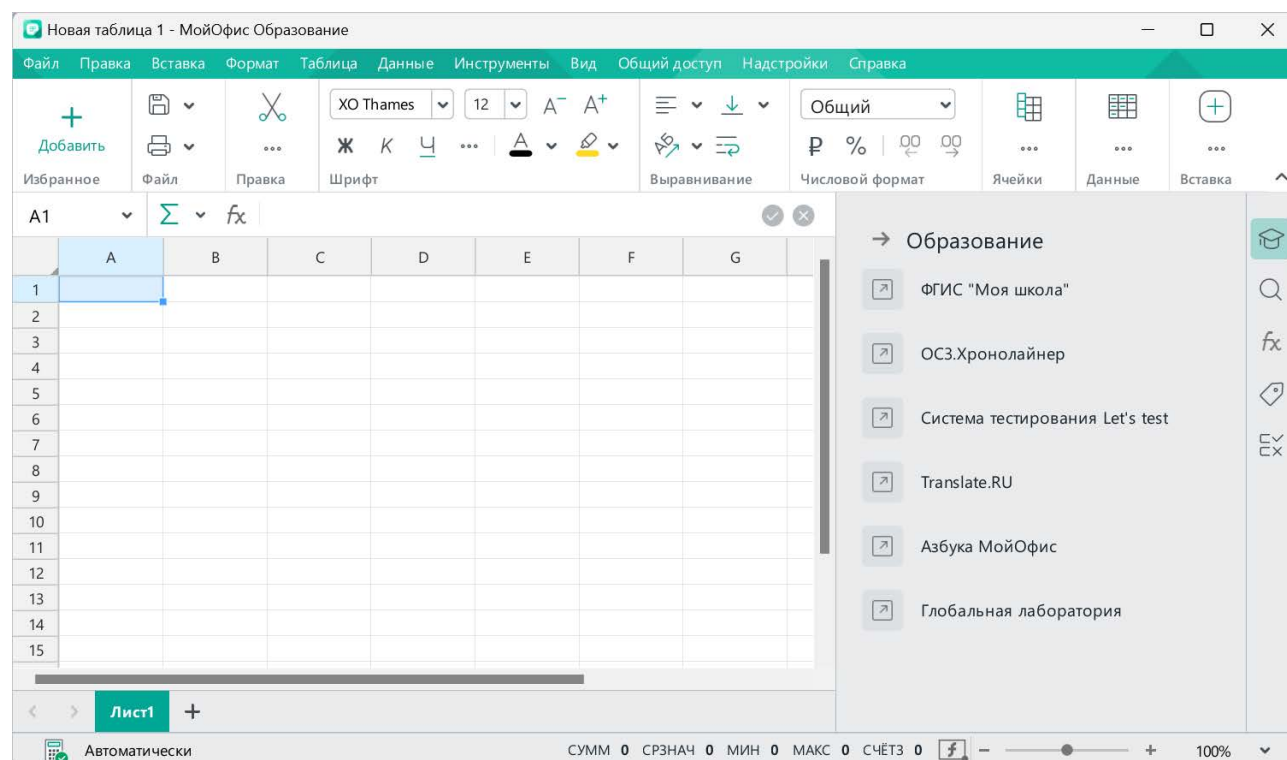 Новая таблица 1 - МойОфис Образование
Файл Правка Вставка Формат Таблица Данные Инструменты Вид Общий доступ Надстройки Справка
XO Thames 12 A− A+ Общий
Добавить Ж К Ч A ₽ % 00 00
Избранное Файл Правка Шрифт Выравнивание Числовой формат Ячейки Данные Вставка
A1 Σ fx
Образование
A B C D E F G
1
ФГИС "Моя школа"
2
3
ОС3.Хронолайнер
4
5
6
Система тестирования Let's test
7
8
9
Translate.RU
10
11
Азбука МойОфис
12
13
14
Глобальная лаборатория
15
Лист1 +
Автоматически СУММ 0 СРЗНАЧ 0 МИН 0 МАКС 0 СЧЁТЗ 0 f − + 100%